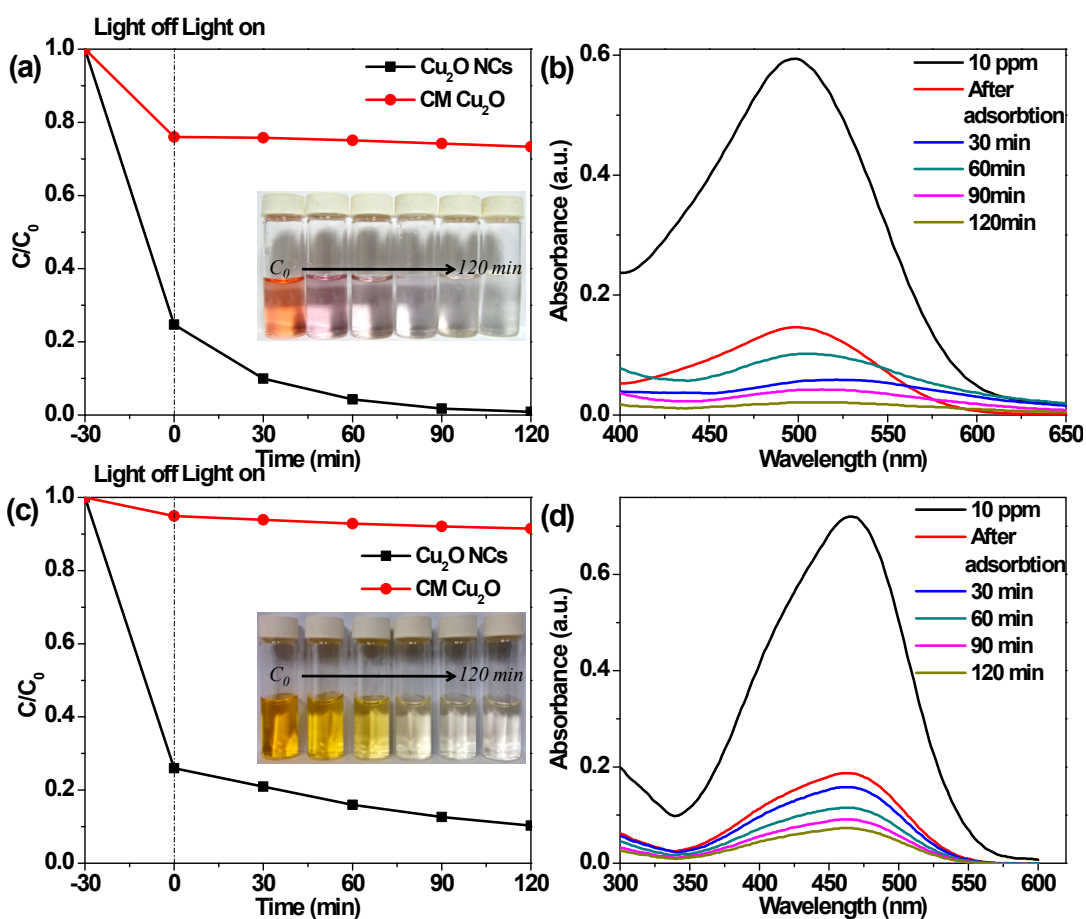 Light off Light on
(a)
Cu₂O NCs
CM Cu₂O
C₀
120 min
C/C₀
1.0
0.8
0.6
0.4
0.2
0.0
-30
0
30
60
90
120
Time (min)
(b)
10 ppm
After
adsorbtion
30 min
60min
90min
120min
Absorbance (a.u.)
0.6
0.4
0.2
0.0
400
450
500
550
600
650
Wavelength (nm)
Light off Light on
(c)
Cu₂O NCs
CM Cu₂O
C₀
120 min
C/C₀
1.0
0.8
0.6
0.4
0.2
0.0
-30
0
30
60
90
120
Time (min)
(d)
10 ppm
After
adsorbtion
30 min
60 min
90 min
120 min
Absorbance (a.u.)
0.6
0.4
0.2
0.0
300
350
400
450
500
550
600
Wavelength (nm)